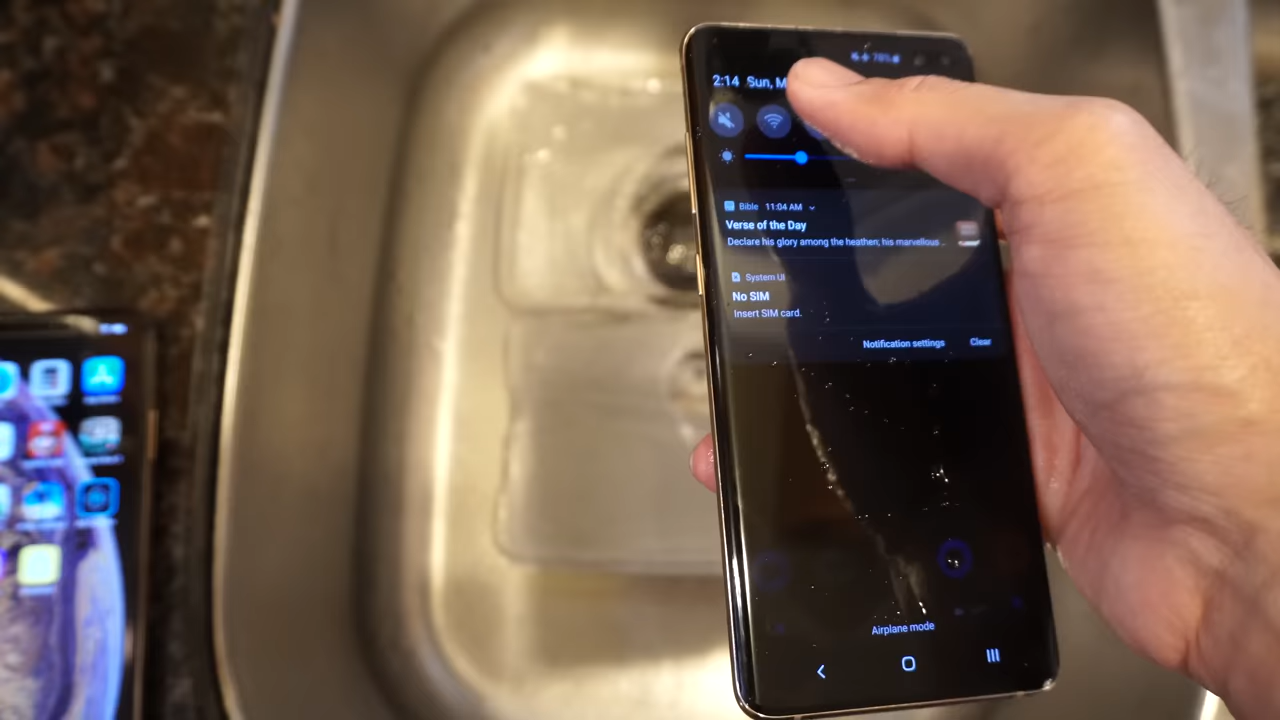 78%
2:14 Sun, M
Bible 11:04 AM
Verse of the Day
Declare his glory among the heathen; his marvellous ..
System UI
No SIM
Insert SIM card.
Notification settings Clear
Airplane mode